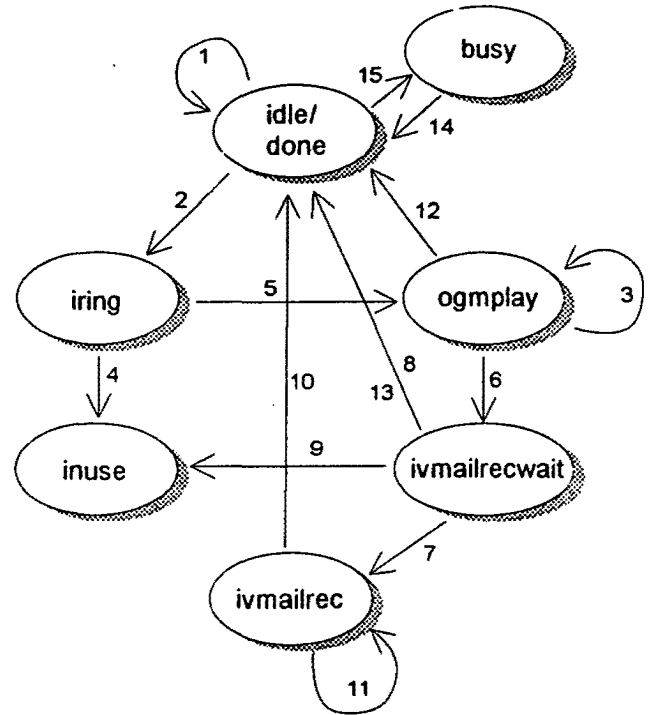 1
busy
15
idle/
done
14
2
12
iring
5
ogmplay
3
4
10
8
13
6
inuse
9
ivmailrecwait
7
ivmailrec
11